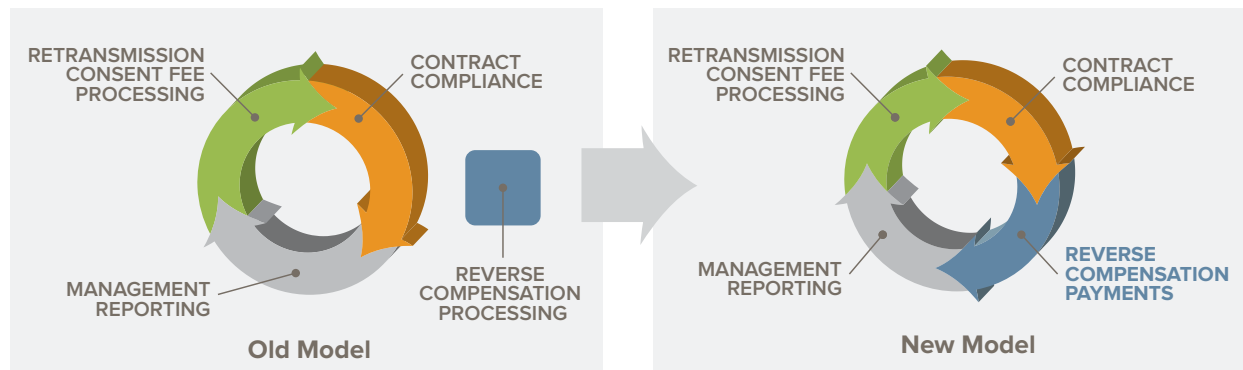 RETRANSMISSION
CONSENT FEE
PROCESSING
CONTRACT
COMPLIANCE
MANAGEMENT
REPORTING
REVERSE
COMPENSATION
PROCESSING
Old Model
RETRANSMISSION
CONSENT FEE
PROCESSING
CONTRACT
COMPLIANCE
MANAGEMENT
REPORTING
REVERSE
COMPENSATION
PAYMENTS
New Model